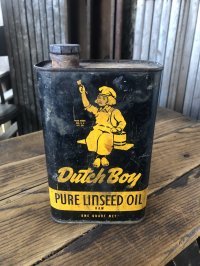 Dutch Boy
PURE LINSEED OIL
RAW
ONE QUART NET